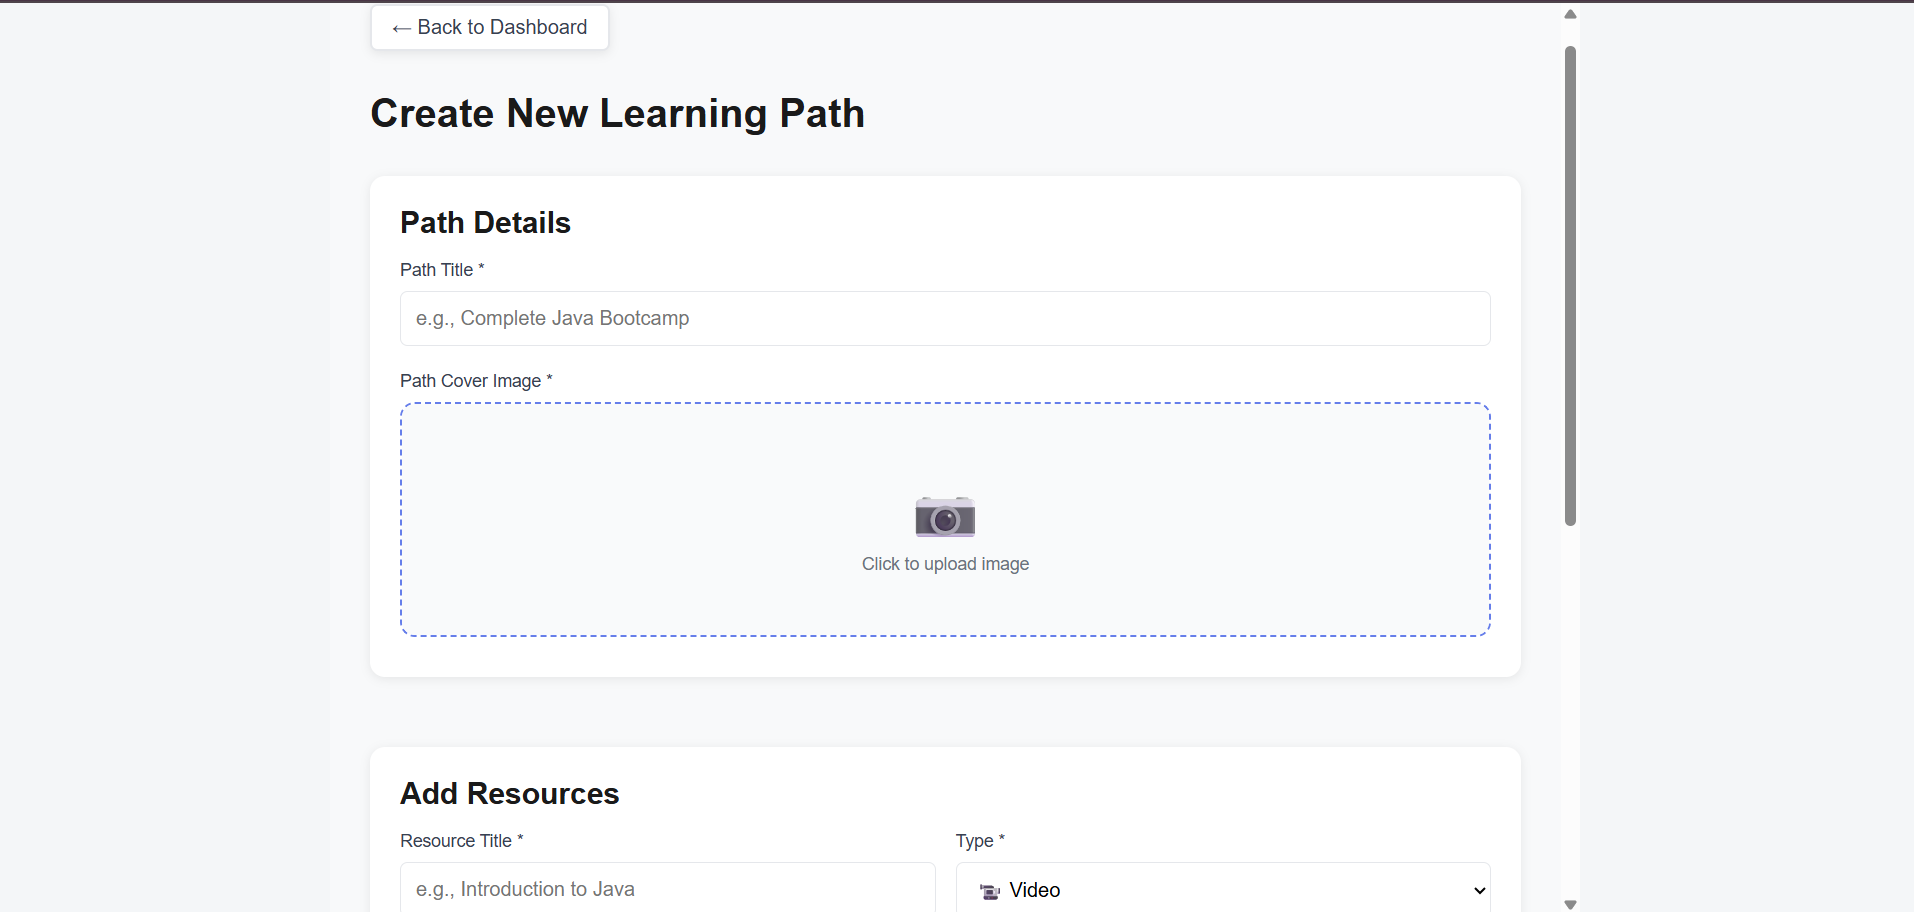 ← Back to Dashboard
Create New Learning Path
Path Details
Path Title *
e.g., Complete Java Bootcamp
Path Cover Image *
Click to upload image
Add Resources
Resource Title *
Type *
e.g., Introduction to Java
Video